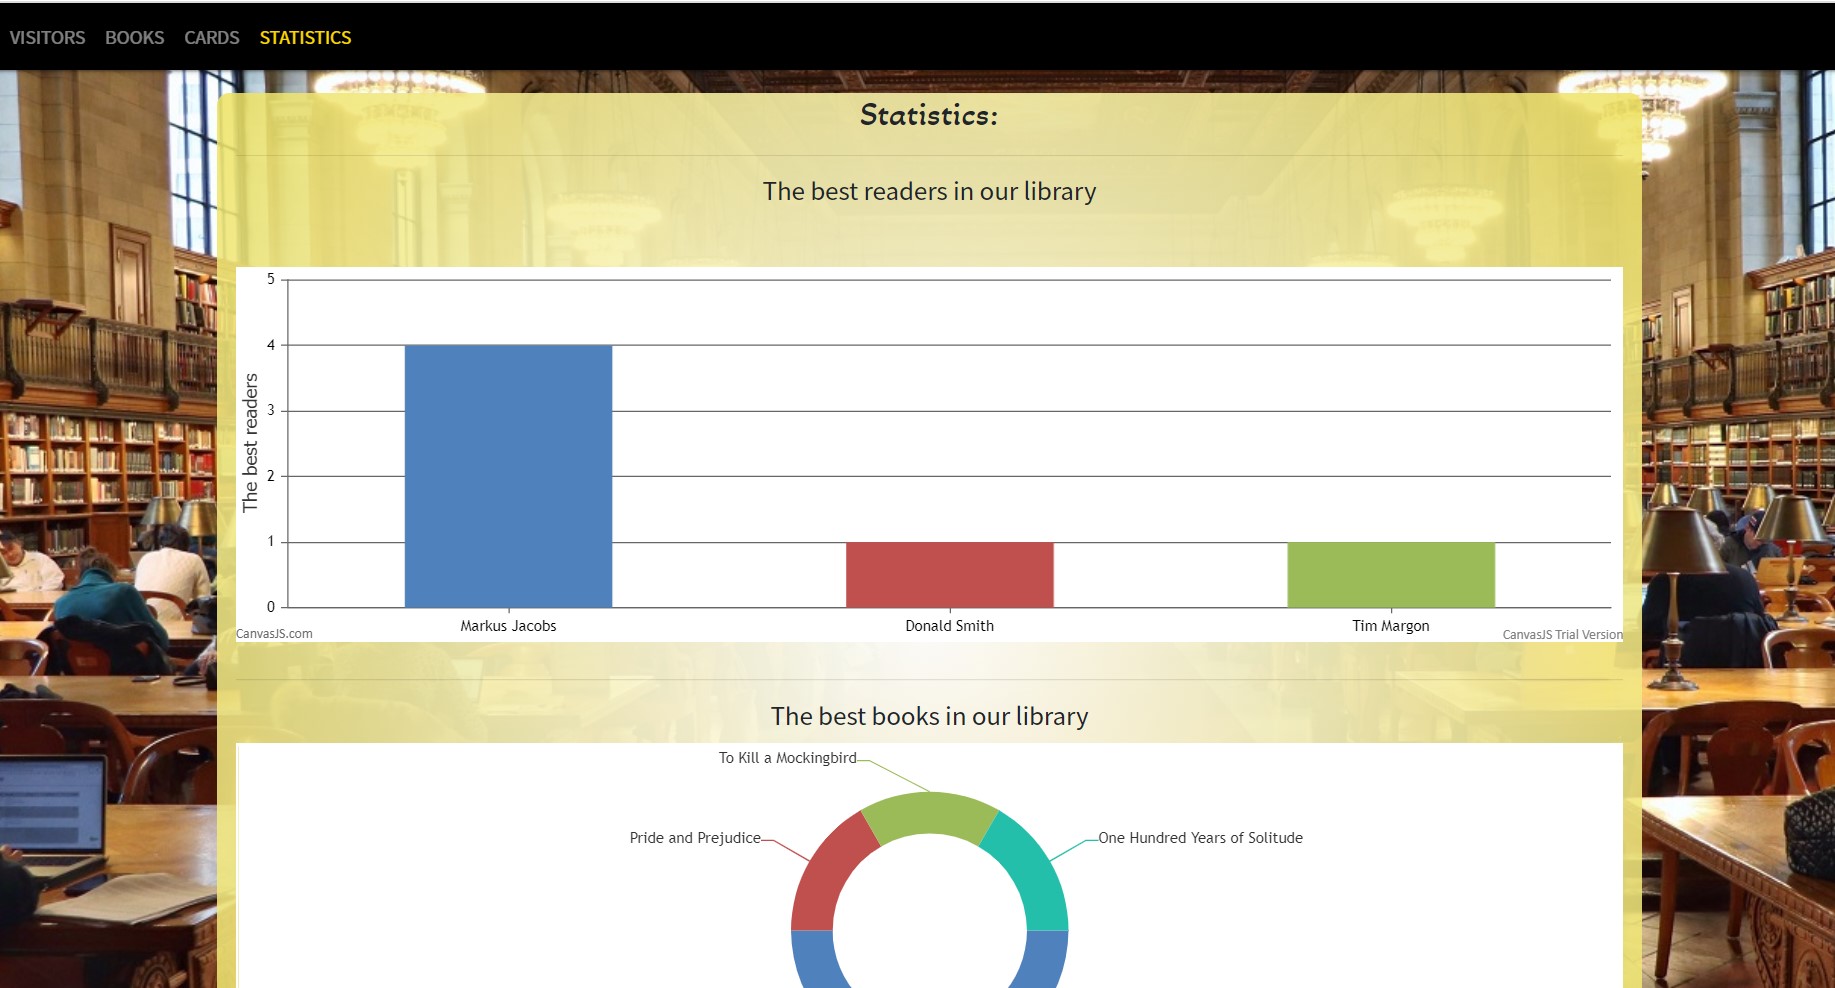 VISITORS BOOKS CARDS STATISTICS
Statistics:
The best readers in our library
The best readers
5
4
3
2
1
0
Markus Jacobs Donald Smith Tim Margon
CanvasJS.com CanvasJS Trial Version
The best books in our library
To Kill a Mockingbird
Pride and Prejudice One Hundred Years of Solitude